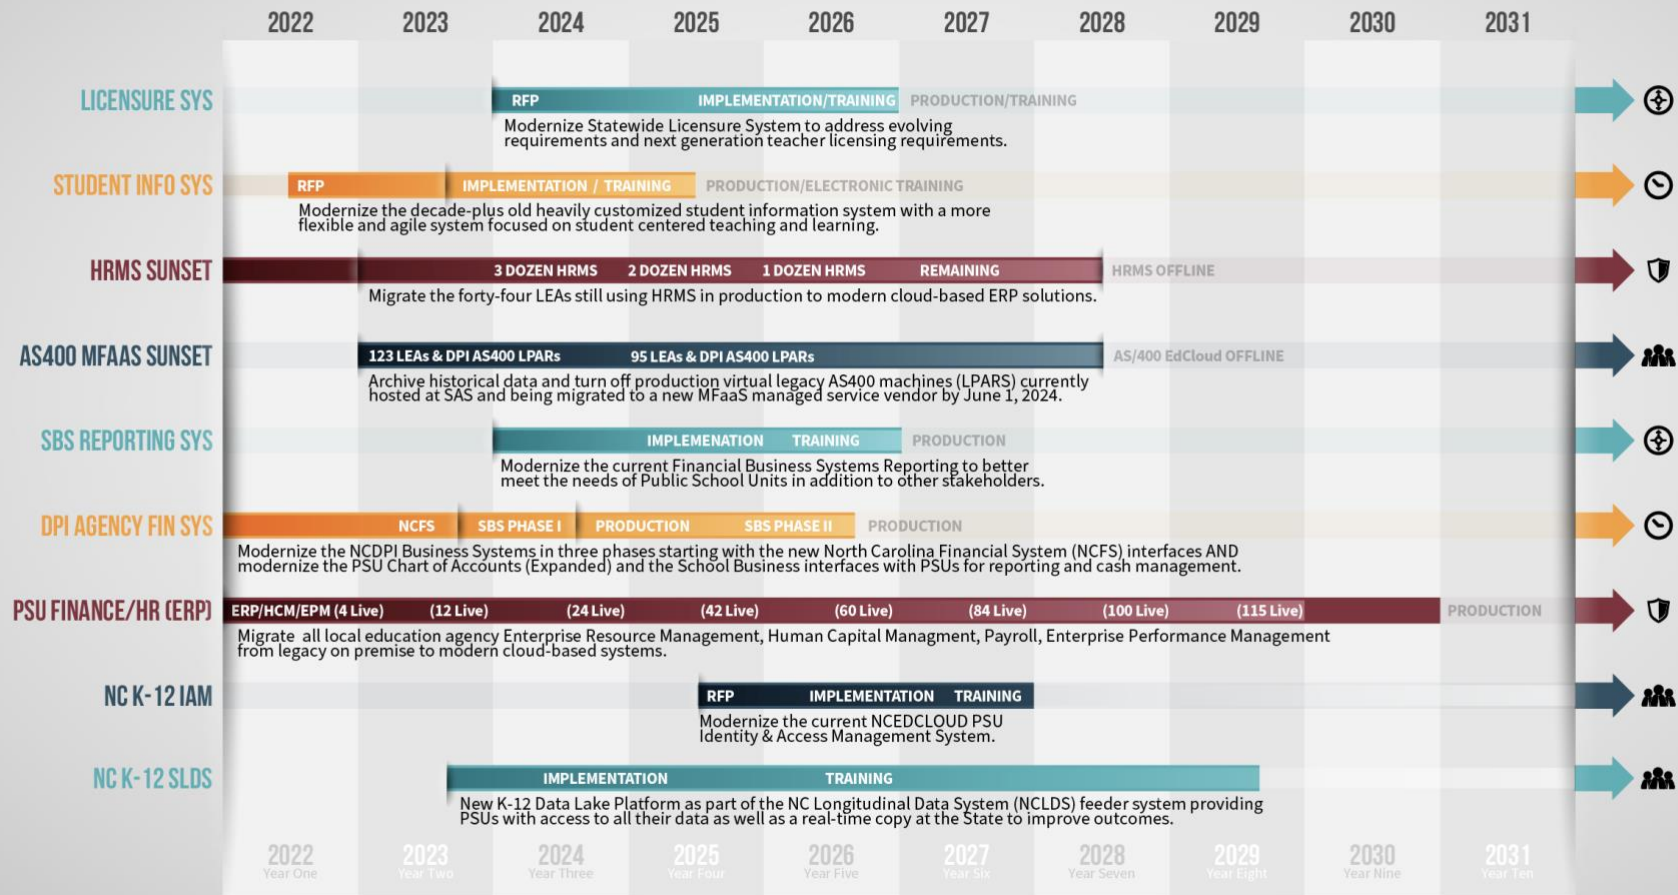 2022 2023 2024 2025 2026 2027 2028 2029 2030 2031
LICENSURE SYS
RFP IMPLEMENTATION/TRAINING PRODUCTION/TRAINING
Modernize Statewide Licensure System to address evolving
requirements and next generation teacher licensing requirements.
STUDENT INFO SYS
RFP IMPLEMENTATION / TRAINING PRODUCTION/ELECTRONIC TRAINING
Modernize the decade-plus old heavily customized student information system with a more
flexible and agile system focused on student centered teaching and learning.
HRMS SUNSET
3 DOZEN HRMS 2 DOZEN HRMS 1 DOZEN HRMS REMAINING HRMS OFFLINE
Migrate the forty-four LEAs still using HRMS in production to modern cloud-based ERP solutions.
AS400 MFAAS SUNSET
123 LEAs & DPI AS400 LPARs 95 LEAs & DPI AS400 LPARs AS/400 EdCloud OFFLINE
Archive historical data and turn off production virtual legacy AS400 machines (LPARS) currently
hosted at SAS and being migrated to a new MFaaS managed service vendor by June 1, 2024.
SBS REPORTING SYS
IMPLEMENATION TRAINING PRODUCTION
Modernize the current Financial Business Systems Reporting to better
meet the needs of Public School Units in addition to other stakeholders.
DPI AGENCY FIN SYS
NCFS SBS PHASE I PRODUCTION SBS PHASE II PRODUCTION
Modernize the NCDPI Business Systems in three phases starting with the new North Carolina Financial System (NCFS) interfaces AND
modernize the PSU Chart of Accounts (Expanded) and the School Business interfaces with PSUs for reporting and cash management.
PSU FINANCE/HR (ERP)
ERP/HCM/EPM (4 Live) (12 Live) (24 Live) (42 Live) (60 Live) (84 Live) (100 Live) (115 Live) PRODUCTION
Migrate all local education agency Enterprise Resource Management, Human Capital Managment, Payroll, Enterprise Performance Management
from legacy on premise to modern cloud-based systems.
NC K-12 IAM
RFP IMPLEMENTATION TRAINING
Modernize the current NCEDCLOUD PSU
Identity & Access Management System.
NC K-12 SLDS
IMPLEMENTATION TRAINING
New K-12 Data Lake Platform as part of the NC Longitudinal Data System (NCLDS) feeder system providing
PSUs with access to all their data as well as a real-time copy at the State to improve outcomes.
2022 2023 2024 2025 2026 2027 2028 2029 2030 2031
Year One Year Two Year Three Year Four Year Five Year Six Year Seven Year Eight Year Nine Year Ten